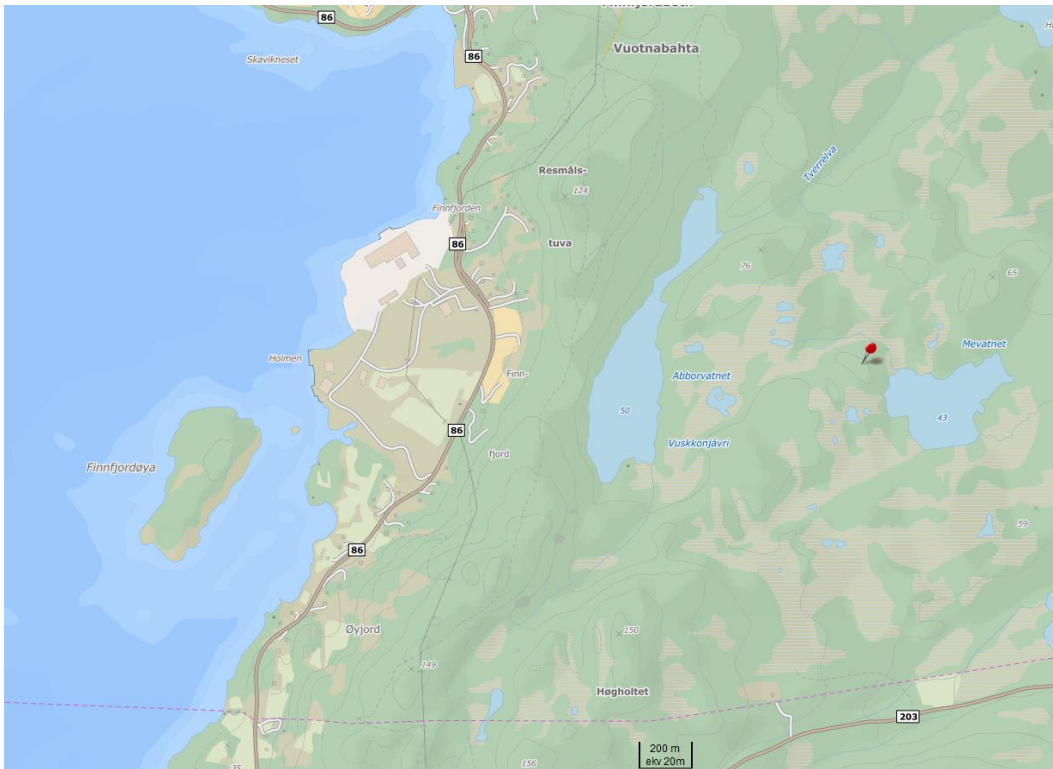 86
Skavikneset
86
Vuotnabahta
Tverrelva
Resmåls-
124
Finnfjorden
tuva
86
76
65
Mevatnet
Holmen
Finn-
Abborvatnet
50
43
86
Vuskkonjávri
fjord
Finnfjordøya
59
86
Øyjord
150
149
Høgholtet
203
35
156
200 m
ekv 20m